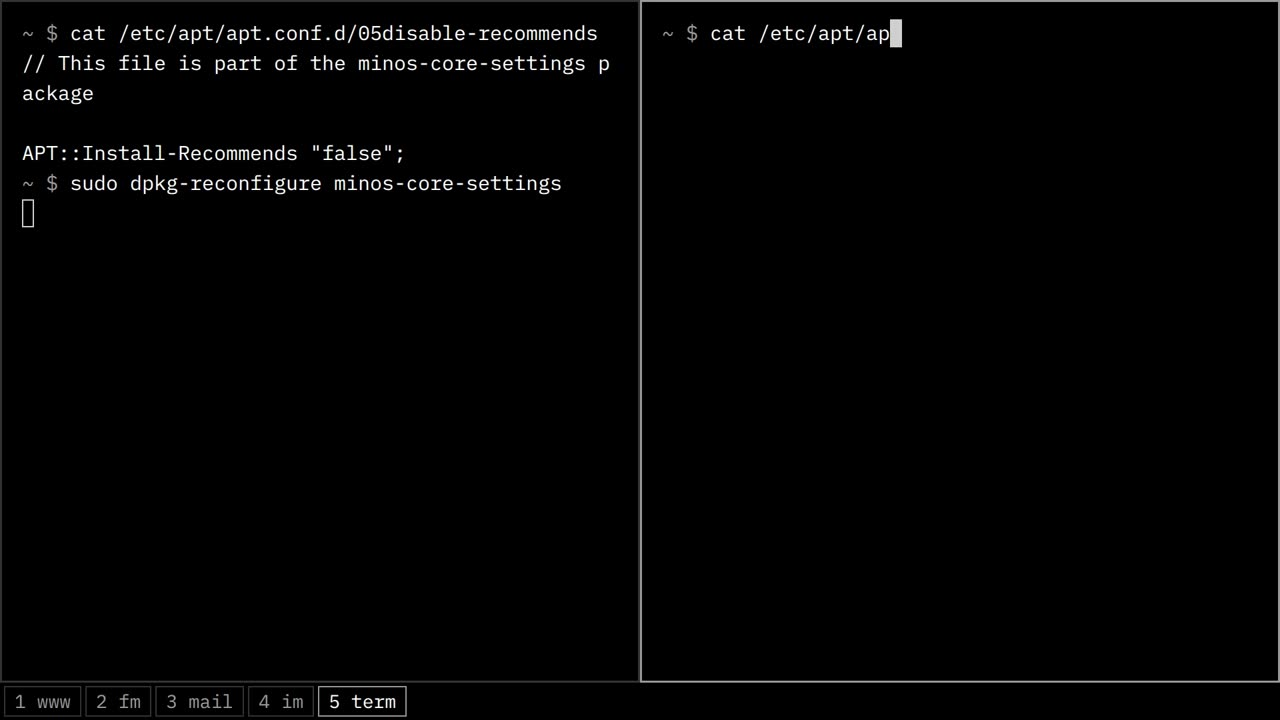 ~ $ cat /etc/apt/apt.conf.d/05disable-recommends
// This file is part of the minos-core-settings p
ackage
APT::Install-Recommends "false";
~ $ sudo dpkg-reconfigure minos-core-settings
~ $ cat /etc/apt/ap
1 www 2 fm 3 mail 4 im 5 term